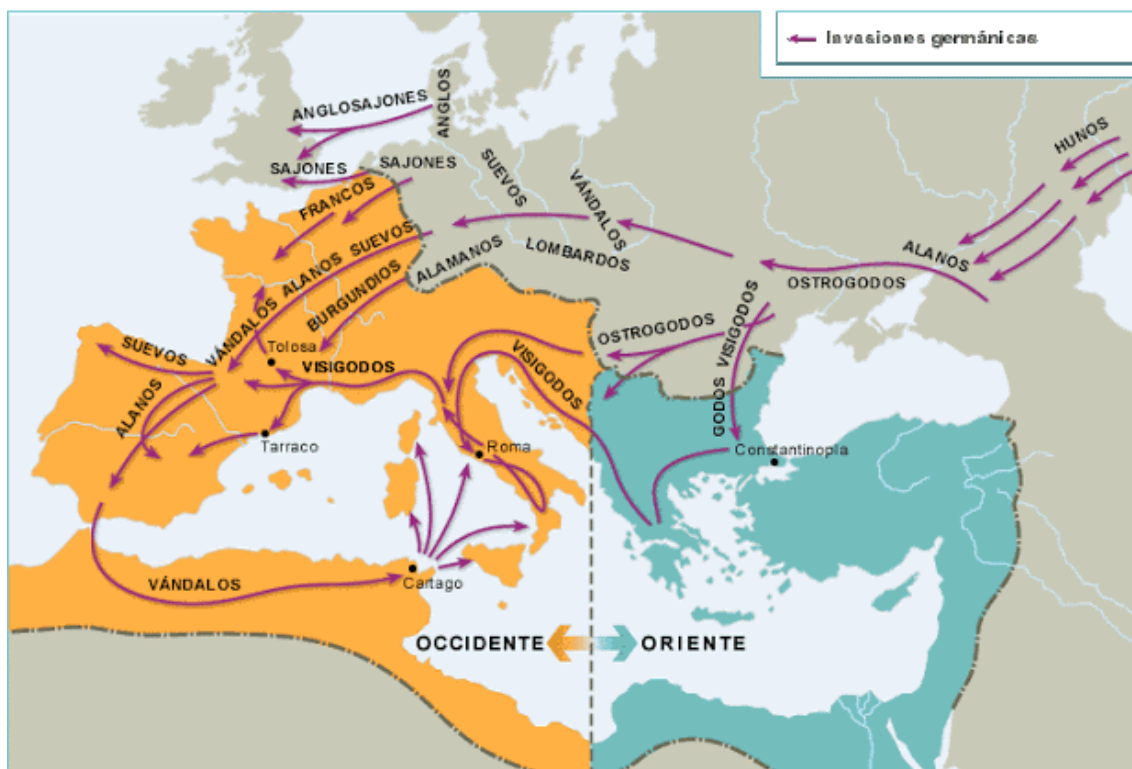 Invasiones germánicas
ANGLOSAJONES
ANGLOS
HUNOS
SAJONES
SAJONES
SUEVOS
VÁNDALOS
FRANCOS
ALANOS
LOMBARDOS
ALAMANOS
OSTROGODOS
VÁNDALOS ALANOS SUEVOS
BURGUNDIOS
VISIGODOS
OSTROGODOS
SUEVOS
Tolosa
VISIGODOS
VISIGODOS
GODOS
ALANOS
Tarraco
Roma
Constantinopla
VÁNDALOS
Cartago
OCCIDENTE
ORIENTE